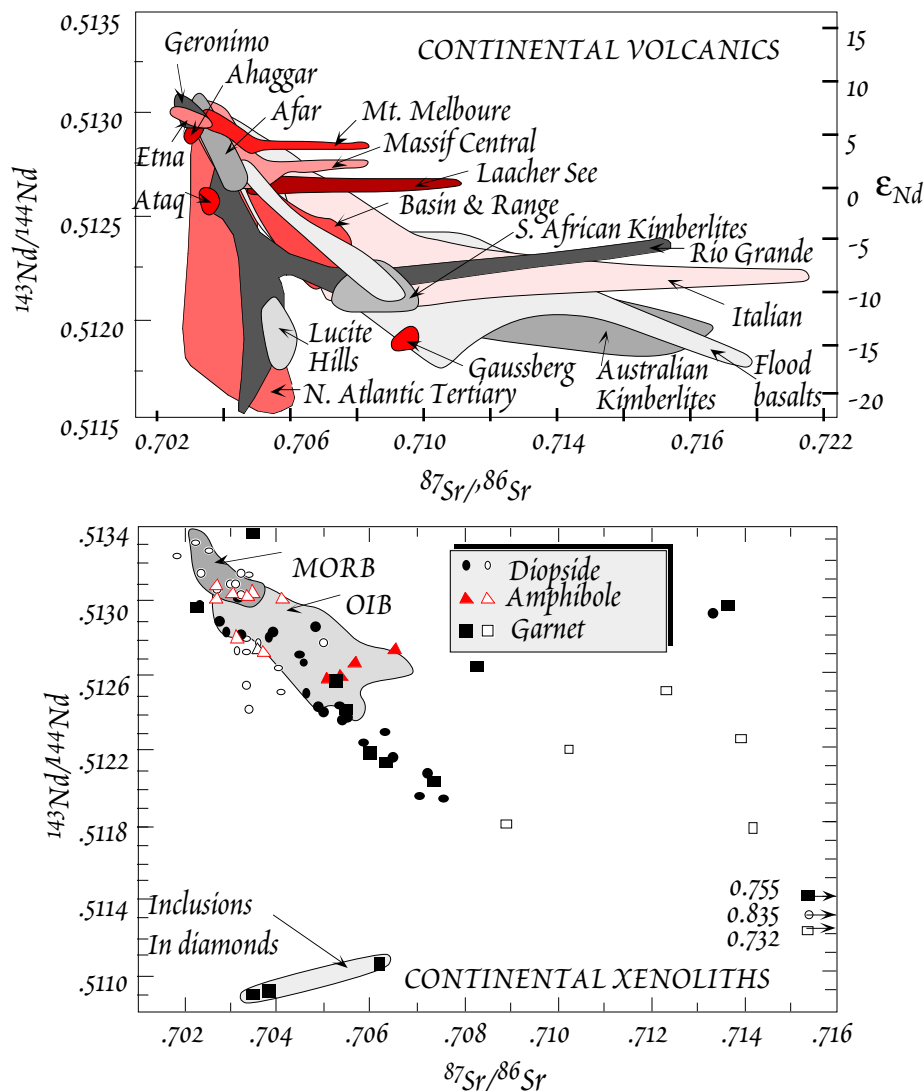 CONTINENTAL VOLCANICS
0.5135
0.5130
0.5125
0.5120
0.5115
143Nd/144Nd
15
10
5
0
-5
-10
-15
-20
εNd
Geronimo
Ahaggar
Afar
Etna
Ataq
Mt. Melboure
Massif Central
Laacher See
Basin & Range
S. African Kimberlites
Rio Grande
Italian
Lucite
Hills
Gaussberg
N. Atlantic Tertiary
Australian
Kimberlites
Flood
basalts
0.702
0.706
0.710
0.714
0.716
0.722
87Sr/,86Sr
.5134
.5130
.5126
.5122
.5118
.5114
.5110
143Nd/144Nd
MORB
OIB
Diopside
Amphibole
Garnet
0.755
0.835
0.732
Inclusions
In diamonds
CONTINENTAL XENOLITHS
.702
.704
.706
.708
.710
.712
.714
.716
87Sr/86Sr